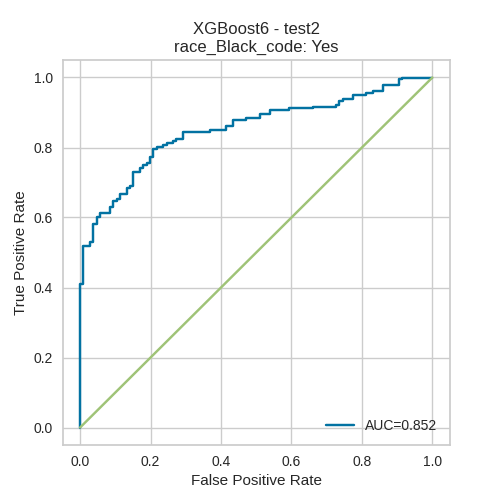 XGBoost6 - test2
race_Black_code: Yes
1.0
0.8
0.6
0.4
0.2
0.0
True Positive Rate
AUC=0.852
0.0 0.2 0.4 0.6 0.8 1.0
False Positive Rate